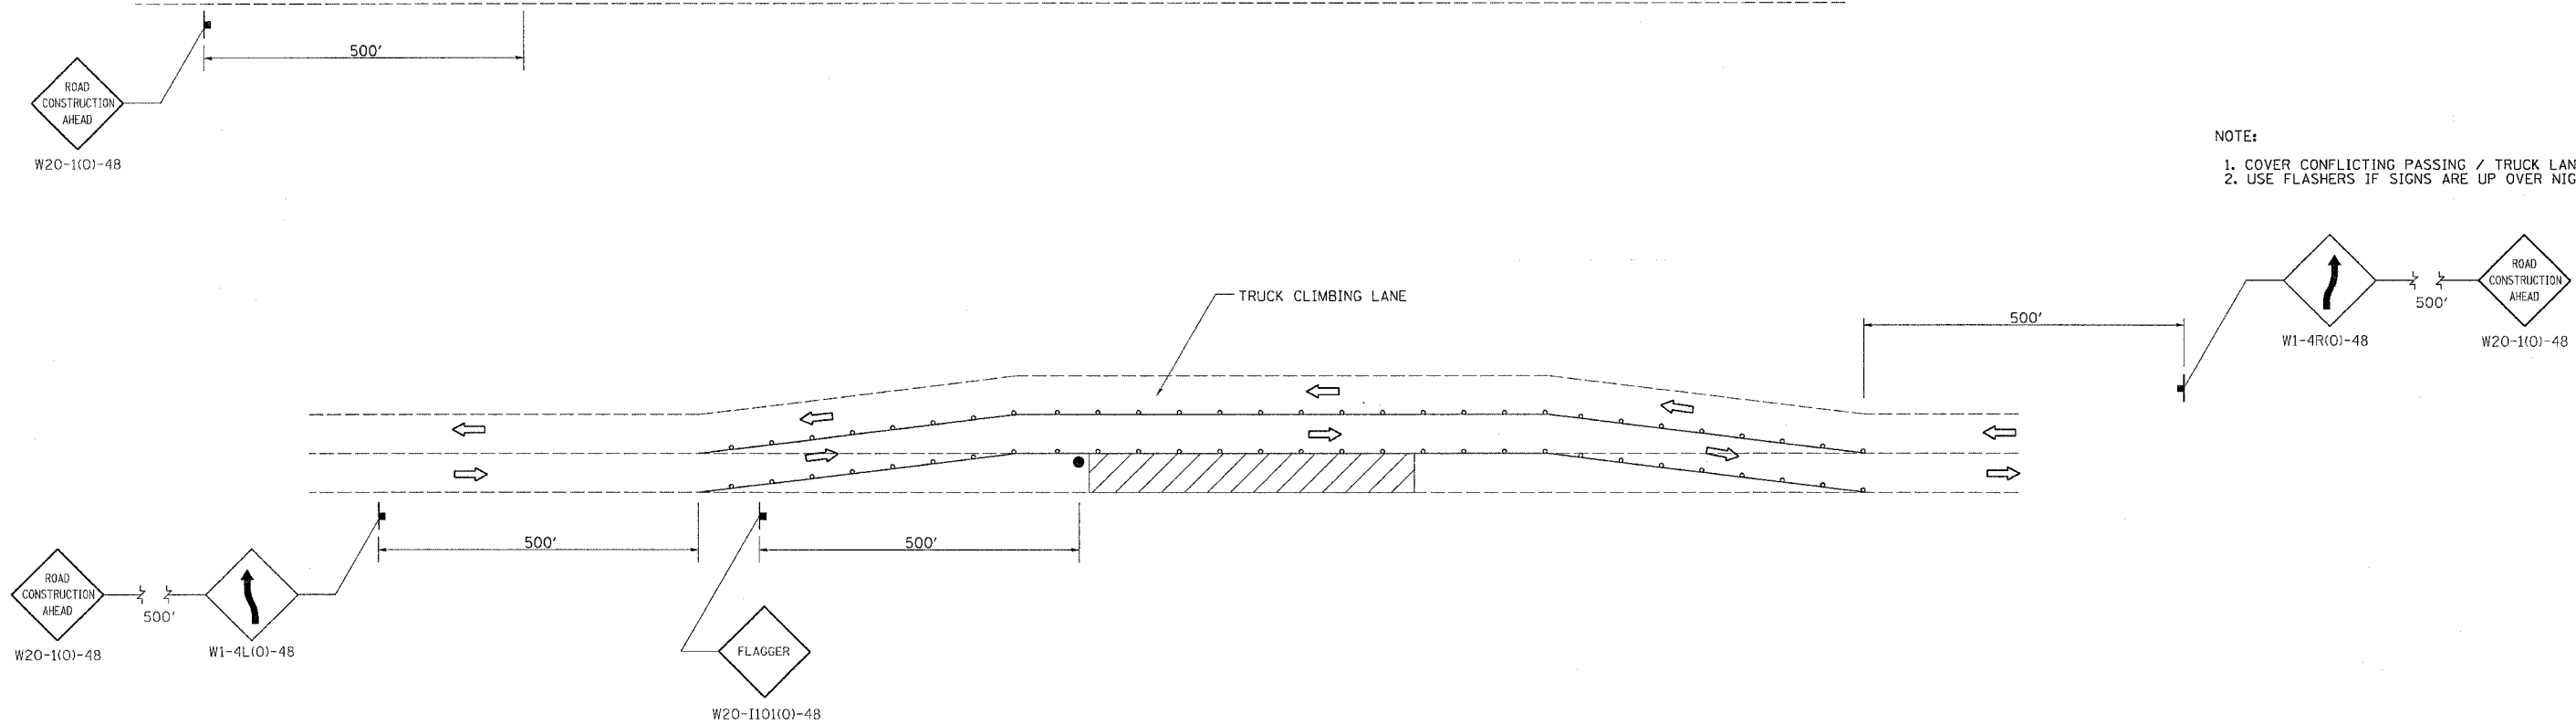 500'
ROAD
CONSTRUCTION
AHEAD
W20-1(O)-48
NOTE:
1. COVER CONFLICTING PASSING / TRUCK LAN
2. USE FLASHERS IF SIGNS ARE UP OVER NIG
TRUCK CLIMBING LANE
500'
W1-4R(O)-48
500'
ROAD
CONSTRUCTION
AHEAD
W20-1(O)-48
500'
500'
ROAD
CONSTRUCTION
AHEAD
W20-1(O)-48
500'
W1-4L(O)-48
FLAGGER
W20-I101(O)-48